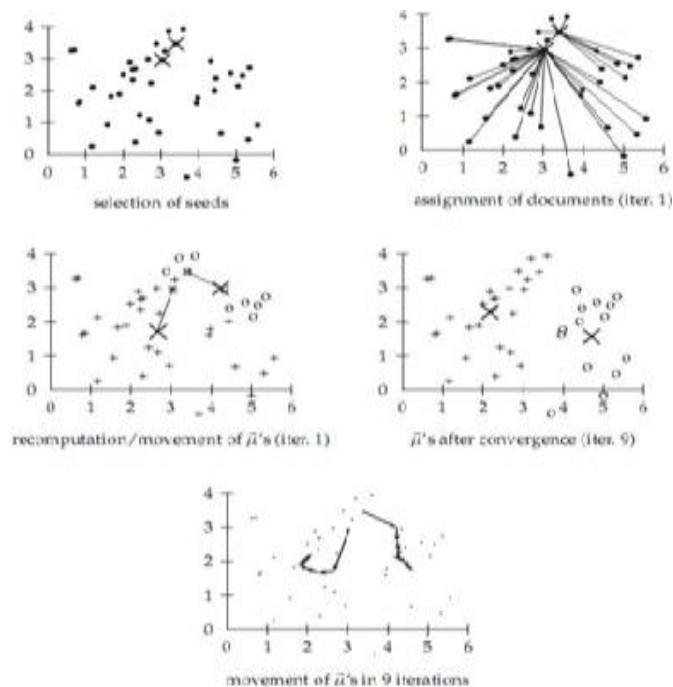 4
3
2
1
0
0 1 2 3 4 5 6
selection of seeds
4
3
2
1
0
0 1 2 3 4 5 6
assignment of documents (iter. 1)
4
3
2
1
0
0 1 2 3 4 5 6
recomputation/movement of μ⃗'s (iter. 1)
4
3
2
1
0
0 1 2 3 4 5 6
μ⃗'s after convergence (iter. 9)
4
3
2
1
0
0 1 2 3 4 5 6
movement of μ⃗'s in 9 iterations